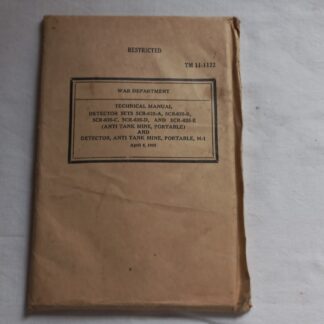 RESTRICTED
TM 11-1122
WAR DEPARTMENT
TECHNICAL MANUAL
DETECTOR SETS SCR-625-A, SCR-625-B,
SCR-625-C, SCR-625-D, AND SCR-625-E
(ANTI TANK MINE, PORTABLE)
AND
DETECTOR, ANTI TANK MINE, PORTABLE, M-1